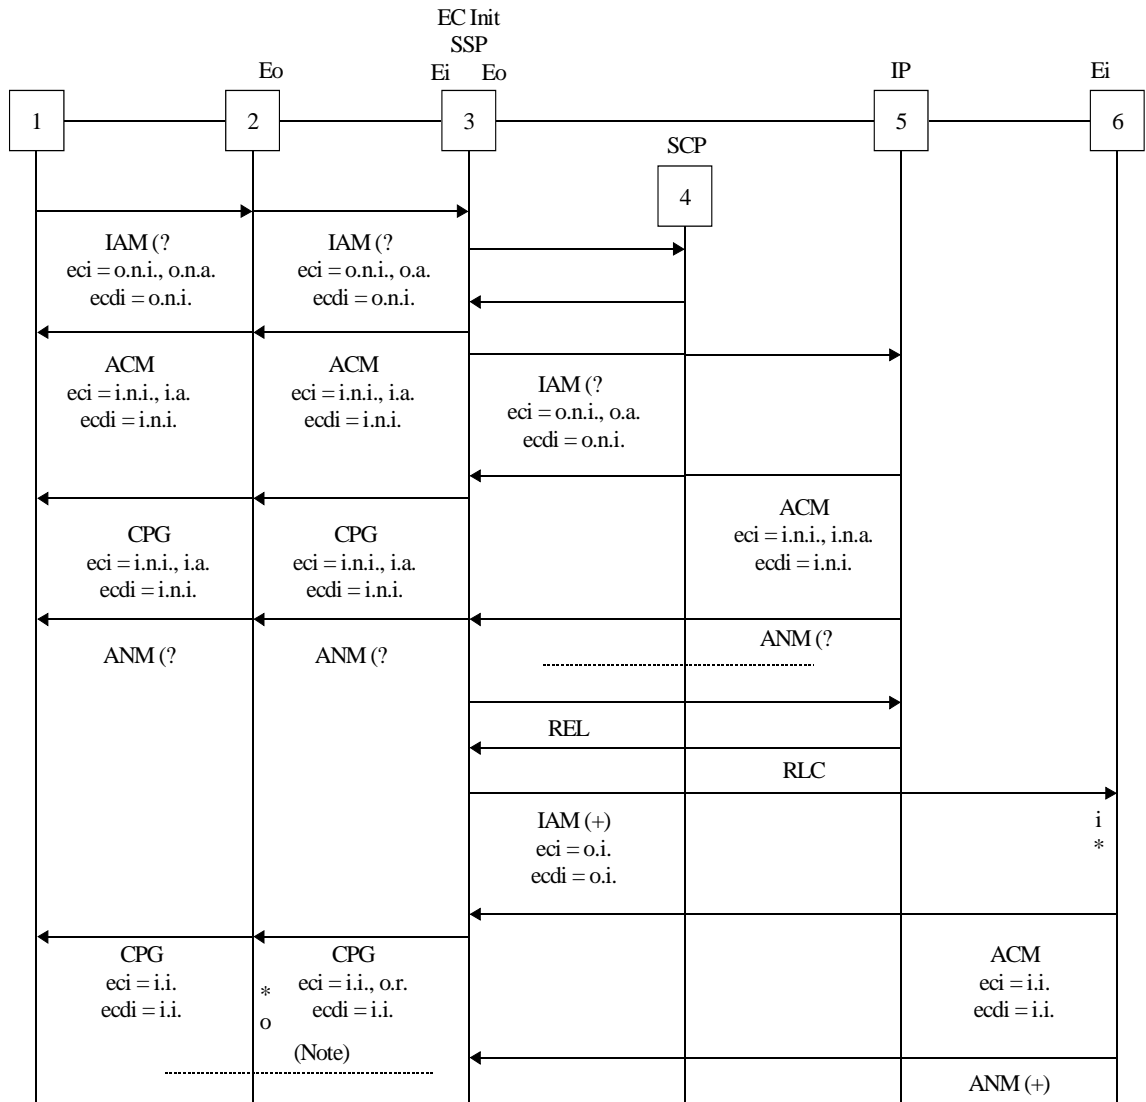 EC Init
SSP
Eo
Ei Eo
IP
Ei
1
2
3
5
6
SCP
4
IAM (?
eci = o.n.i., o.n.a.
ecdi = o.n.i.
IAM (?
eci = o.n.i., o.a.
ecdi = o.n.i.
ACM
eci = i.n.i., i.a.
ecdi = i.n.i.
ACM
eci = i.n.i., i.a.
ecdi = i.n.i.
IAM (?
eci = o.n.i., o.a.
ecdi = o.n.i.
CPG
eci = i.n.i., i.a.
ecdi = i.n.i.
CPG
eci = i.n.i., i.a.
ecdi = i.n.i.
ACM
eci = i.n.i., i.n.a.
ecdi = i.n.i.
ANM (?
ANM (?
ANM (?
REL
RLC
IAM (+)
eci = o.i.
ecdi = o.i.
i
*
CPG
eci = i.i.
ecdi = i.i.
*
o
CPG
eci = i.i., o.r.
ecdi = i.i.
(Note)
ACM
eci = i.i.
ecdi = i.i.
ANM (+)